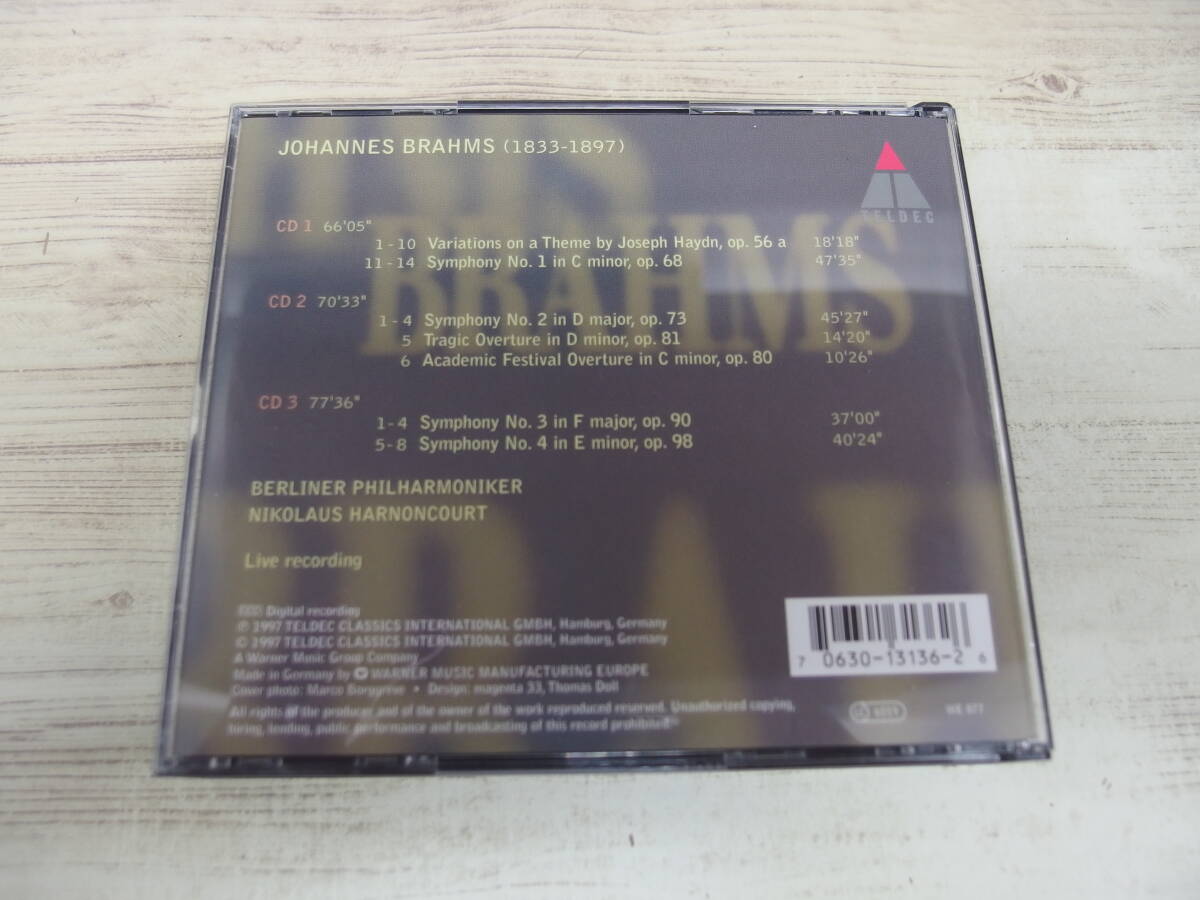 JOHANNES BRAHMS (1833-1897)
TELDEC
BRAHMS
CD 1 66'05"
1-10 Variations on a Theme by Joseph Haydn, op. 56 a 18'18"
11-14 Symphony No. 1 in C minor, op. 68 47'35"
CD 2 70'33"
1-4 Symphony No. 2 in D major, op. 73 45'27"
5 Tragic Overture in D minor, op. 81 14'20"
6 Academic Festival Overture in C minor, op. 80 10'26"
CD 3 77'36"
1-4 Symphony No. 3 in F major, op. 90 37'00"
5-8 Symphony No. 4 in E minor, op. 98 40'24"
BERLINER PHILHARMONIKER
NIKOLAUS HARNONCOURT
Live recording
Digital recording
℗ 1997 TELDEC CLASSICS INTERNATIONAL GMBH, Hamburg, Germany
© 1997 TELDEC CLASSICS INTERNATIONAL GMBH, Hamburg, Germany
A Warner Music Group Company
Made in Germany by WARNER MUSIC MANUFACTURING EUROPE
Cover photo: Marco Borggreve • Design: magenta 33, Thomas Doll
All rights of the producer and of the owner of the work reproduced reserved. Unauthorized copying,
hiring, lending, public performance and broadcasting of this record prohibited.
7 0630-13136-2 6